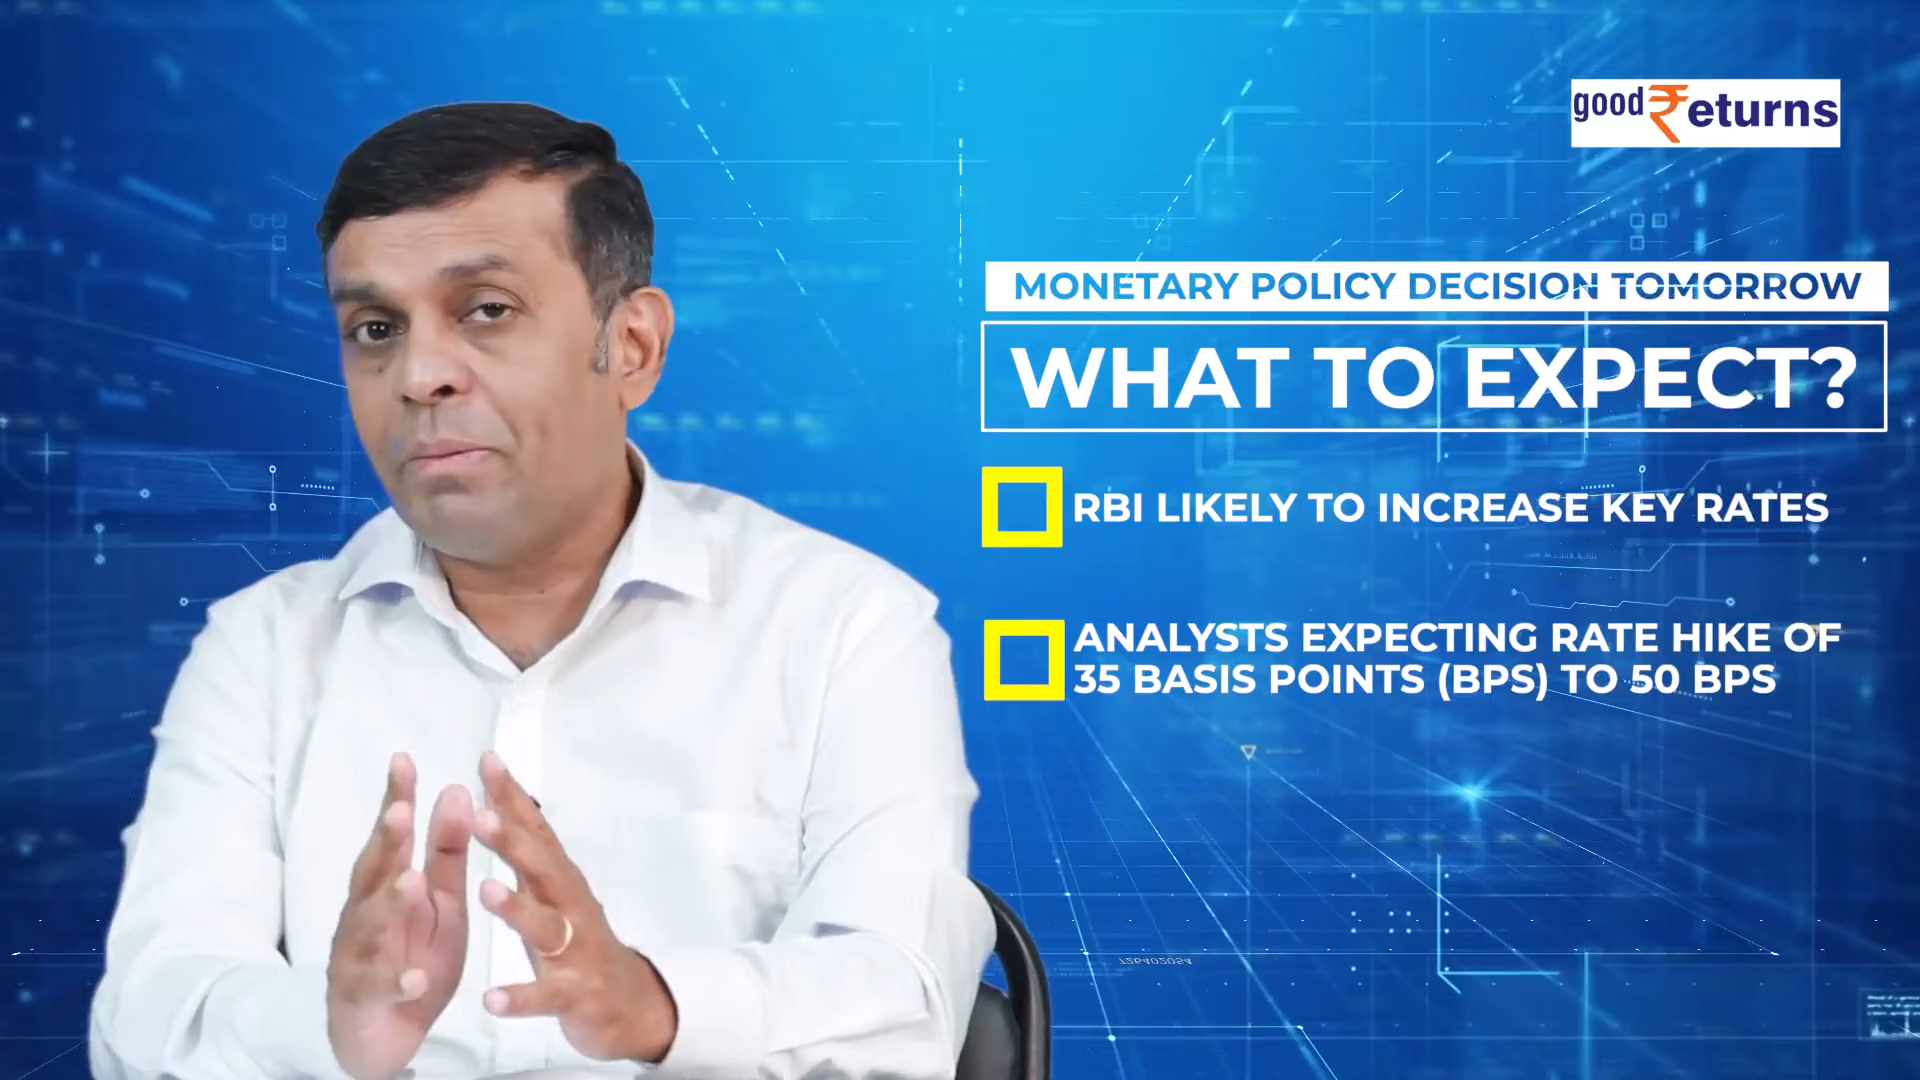 good ₹eturns
MONETARY POLICY DECISION TOMORROW
WHAT TO EXPECT?
RBI LIKELY TO INCREASE KEY RATES
ANALYSTS EXPECTING RATE HIKE OF
35 BASIS POINTS (BPS) TO 50 BPS